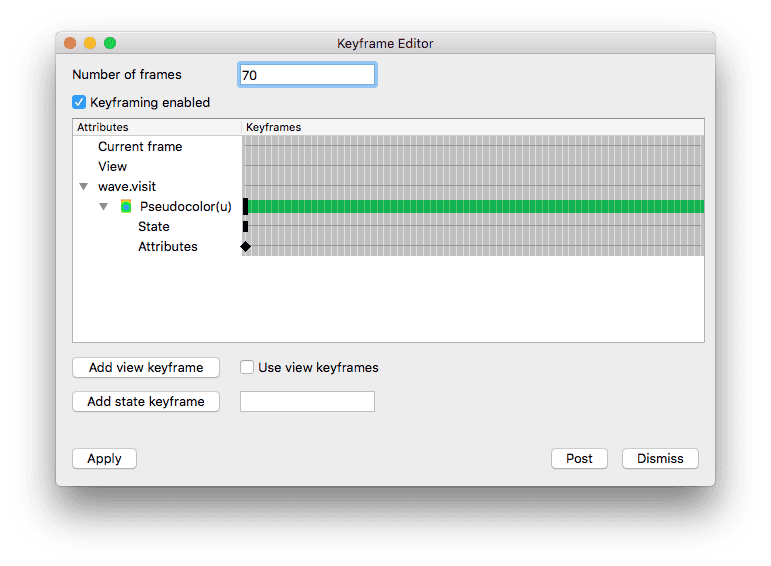 Keyframe Editor
Number of frames 70
Keyframing enabled
Attributes Keyframes
Current frame
View
wave.visit
Pseudocolor(u)
State
Attributes
Add view keyframe Use view keyframes
Add state keyframe
Apply Post Dismiss